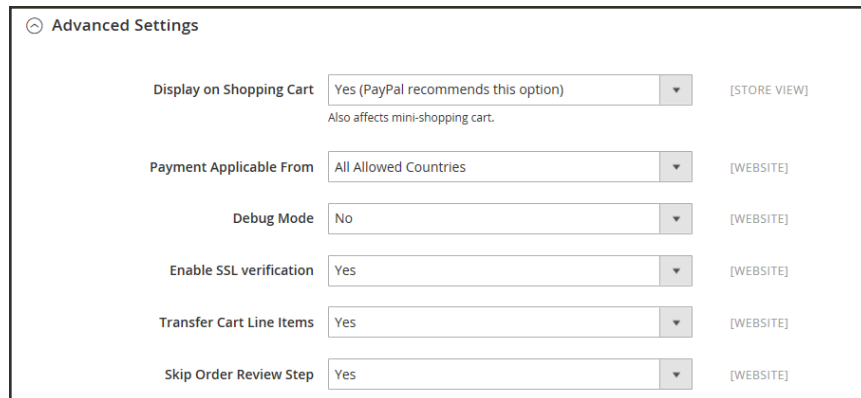 Advanced Settings
Display on Shopping Cart Yes (PayPal recommends this option) [STORE VIEW]
Also affects mini-shopping cart.
Payment Applicable From All Allowed Countries [WEBSITE]
Debug Mode No [WEBSITE]
Enable SSL verification Yes [WEBSITE]
Transfer Cart Line Items Yes [WEBSITE]
Skip Order Review Step Yes [WEBSITE]